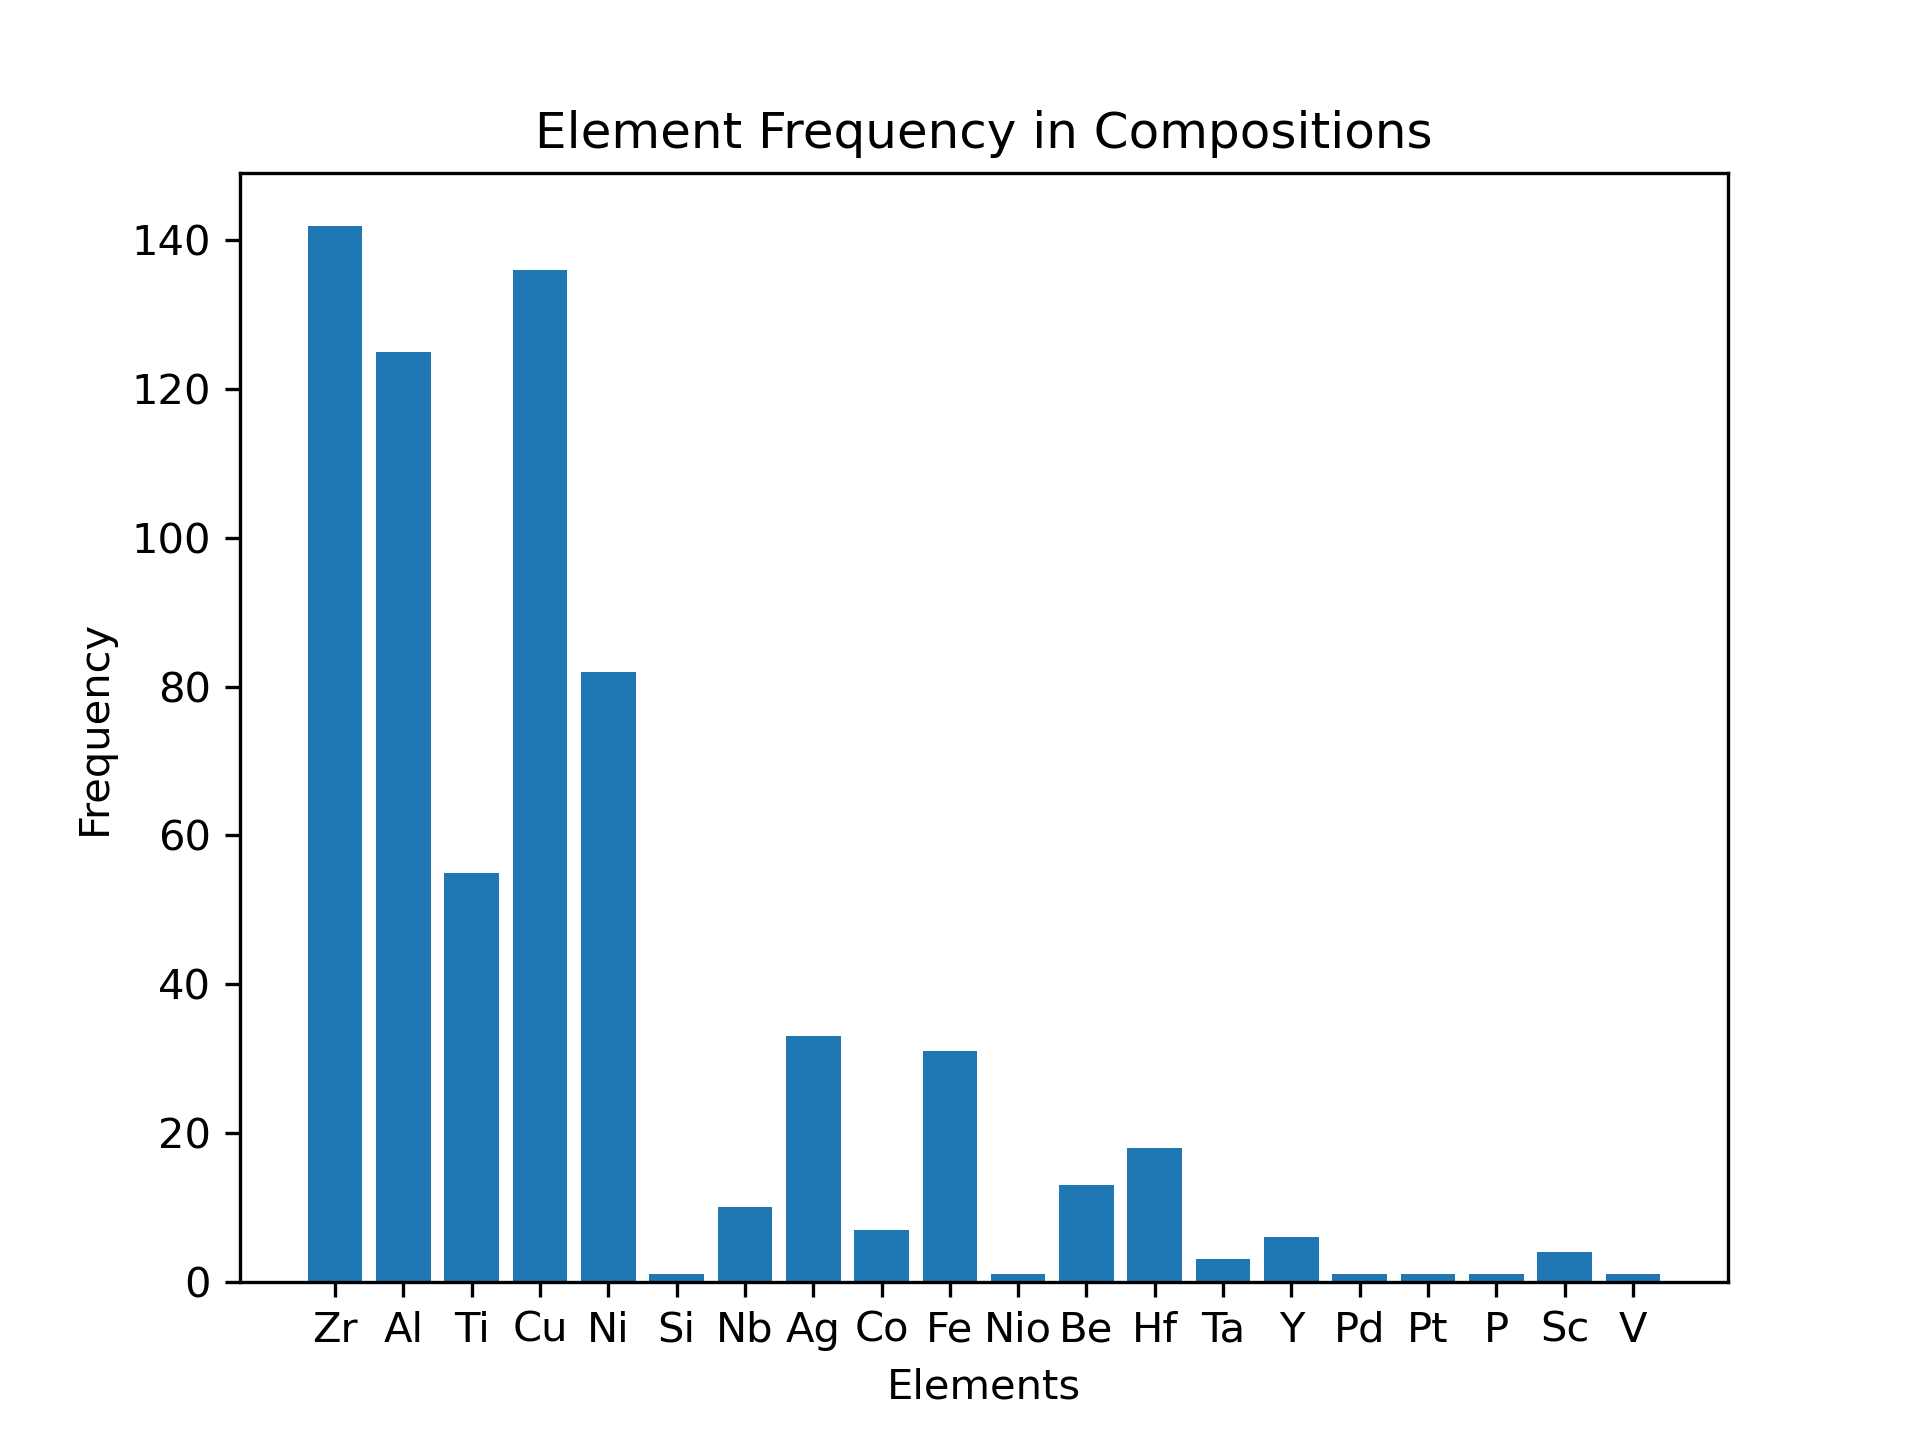 Element Frequency in Compositions
140
120
100
80
60
40
20
0
Frequency
Zr Al Ti Cu Ni Si Nb Ag Co Fe Nio Be Hf Ta Y Pd Pt P Sc V
Elements